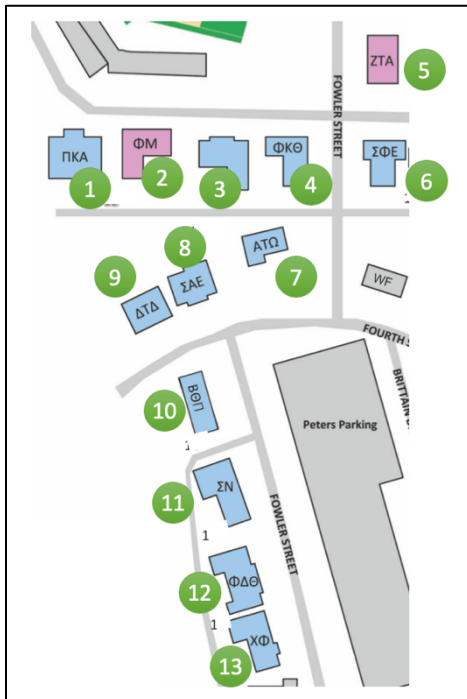 ZTA
5
FOWLER STREET
ΠΚΑ
1
ΦΜ
2
3
ΦΚΘ
4
ΣΦΕ
6
8
ΑΤΩ
7
9
ΔΤΔ
ΣΑΕ
WF
FOURTH S
BRITTAIN D
10
ΒΘΠ
1
Peters Parking
11
ΣΝ
FOWLER STREET
1
12
ΦΔΘ
1
ΧΦ
13